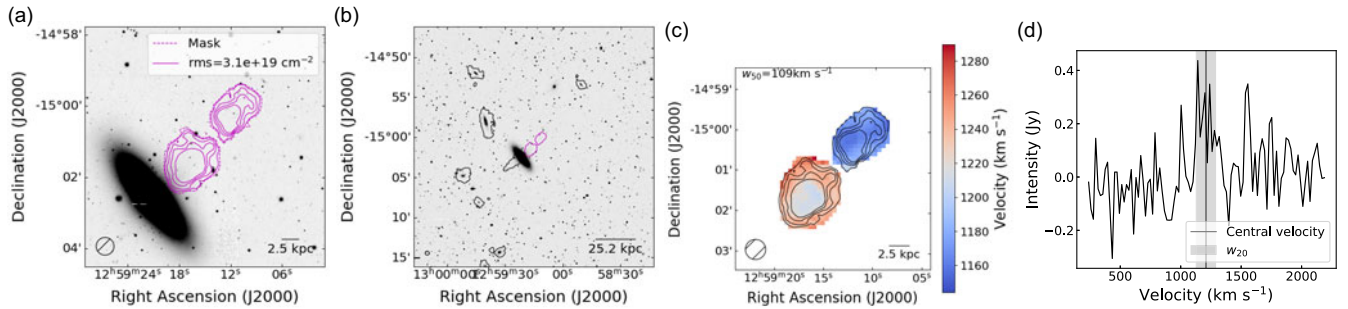 (a)
-14°58'
-15°00'
02'
04'
Declination (J2000)
Mask
rms=3.1e+19 cm⁻²
2.5 kpc
12ʰ59ᵐ24ˢ
18ˢ
12ˢ
06ˢ
Right Ascension (J2000)
(b)
-14°50'
55'
-15°00'
05'
10'
15'
Declination (J2000)
25.2 kpc
13ʰ00ᵐ00ˢ
12ʰ59ᵐ30ˢ
00ˢ
58ᵐ30ˢ
Right Ascension (J2000)
(c)
w₅₀=109km s⁻¹
-14°59'
-15°00'
01'
02'
03'
Declination (J2000)
2.5 kpc
12ʰ59ᵐ20ˢ
15ˢ
10ˢ
05ˢ
Right Ascension (J2000)
1280
1260
1240
1220
1200
1180
1160
Velocity (km s⁻¹)
(d)
0.4
0.2
0.0
−0.2
Intensity (Jy)
Central velocity
w₂₀
500
1000
1500
2000
Velocity (km s⁻¹)